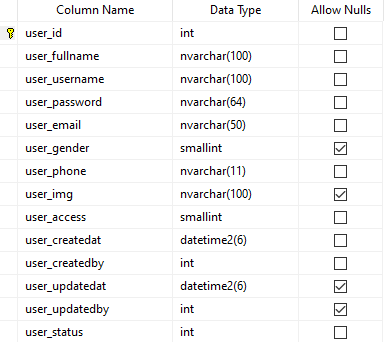 Column Name Data Type Allow Nulls
user_id int
user_fullname nvarchar(100)
user_username nvarchar(100)
user_password nvarchar(64)
user_email nvarchar(50)
user_gender smallint
user_phone nvarchar(11)
user_img nvarchar(100)
user_access smallint
user_createdat datetime2(6)
user_createdby int
user_updatedat datetime2(6)
user_updatedby int
user_status int